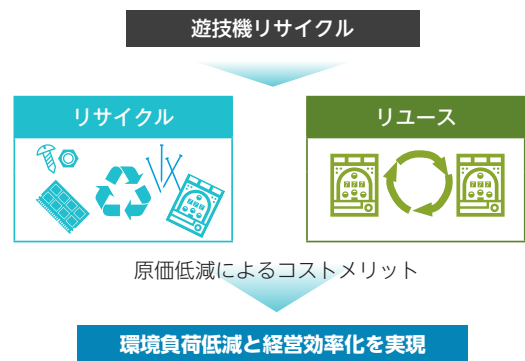 遊技機リサイクル
リサイクル
リユース
原価低減によるコストメリット
環境負荷低減と経営効率化を実現